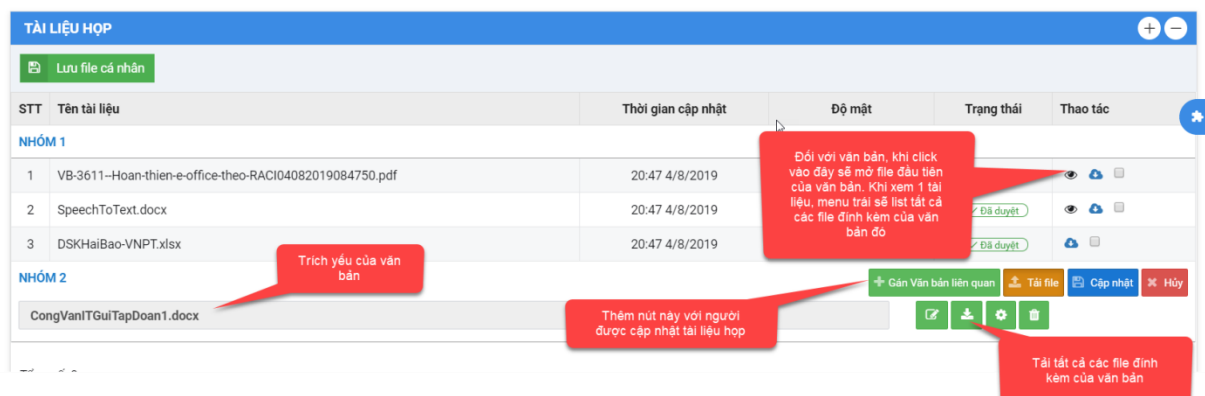 TÀI LIỆU HỌP
Lưu file cá nhân
STT Tên tài liệu Thời gian cập nhật Độ mật Trạng thái Thao tác
NHÓM 1
1 VB-3611--Hoan-thien-e-office-theo-RACI04082019084750.pdf 20:47 4/8/2019
Đối với văn bản, khi click
vào đây sẽ mở file đầu tiên
của văn bản. Khi xem 1 tài
liệu, menu trái sẽ list tất cả
các file đính kèm của văn
bản đó
2 SpeechToText.docx 20:47 4/8/2019 Đã duyệt
3 DSKHaiBao-VNPT.xlsx 20:47 4/8/2019 Đã duyệt
Trích yếu của văn
bản
NHÓM 2
Gán Văn bản liên quan Tải file Cập nhật Hủy
CongVanITGuiTapDoan1.docx
Thêm nút này với người
được cập nhật tài liệu họp
Tải tất cả các file đính
kèm của văn bản